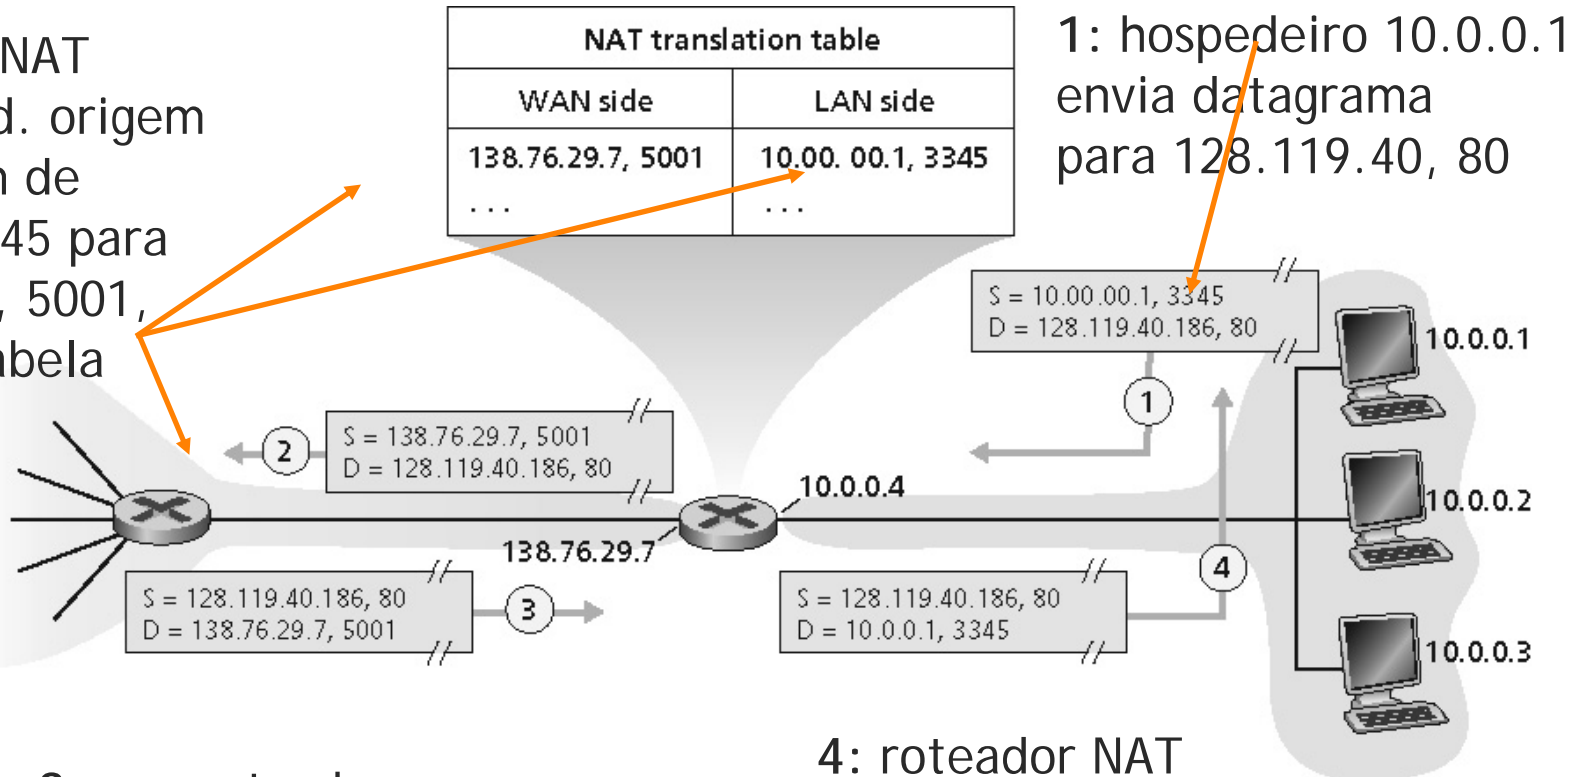 NAT
d. origem
de
45 para
, 5001,
abela
NAT translation table
WAN side LAN side
138.76.29.7, 5001 10.00. 00.1, 3345
. . . . . .
1: hospedeiro 10.0.0.1
envia datagrama
para 128.119.40, 80
S = 10.00.00.1, 3345
D = 128.119.40.186, 80
1
10.0.0.1
2
S = 138.76.29.7, 5001
D = 128.119.40.186, 80
10.0.0.4
10.0.0.2
138.76.29.7
S = 128.119.40.186, 80
D = 138.76.29.7, 5001
3
S = 128.119.40.186, 80
D = 10.0.0.1, 3345
4
10.0.0.3
4: roteador NAT